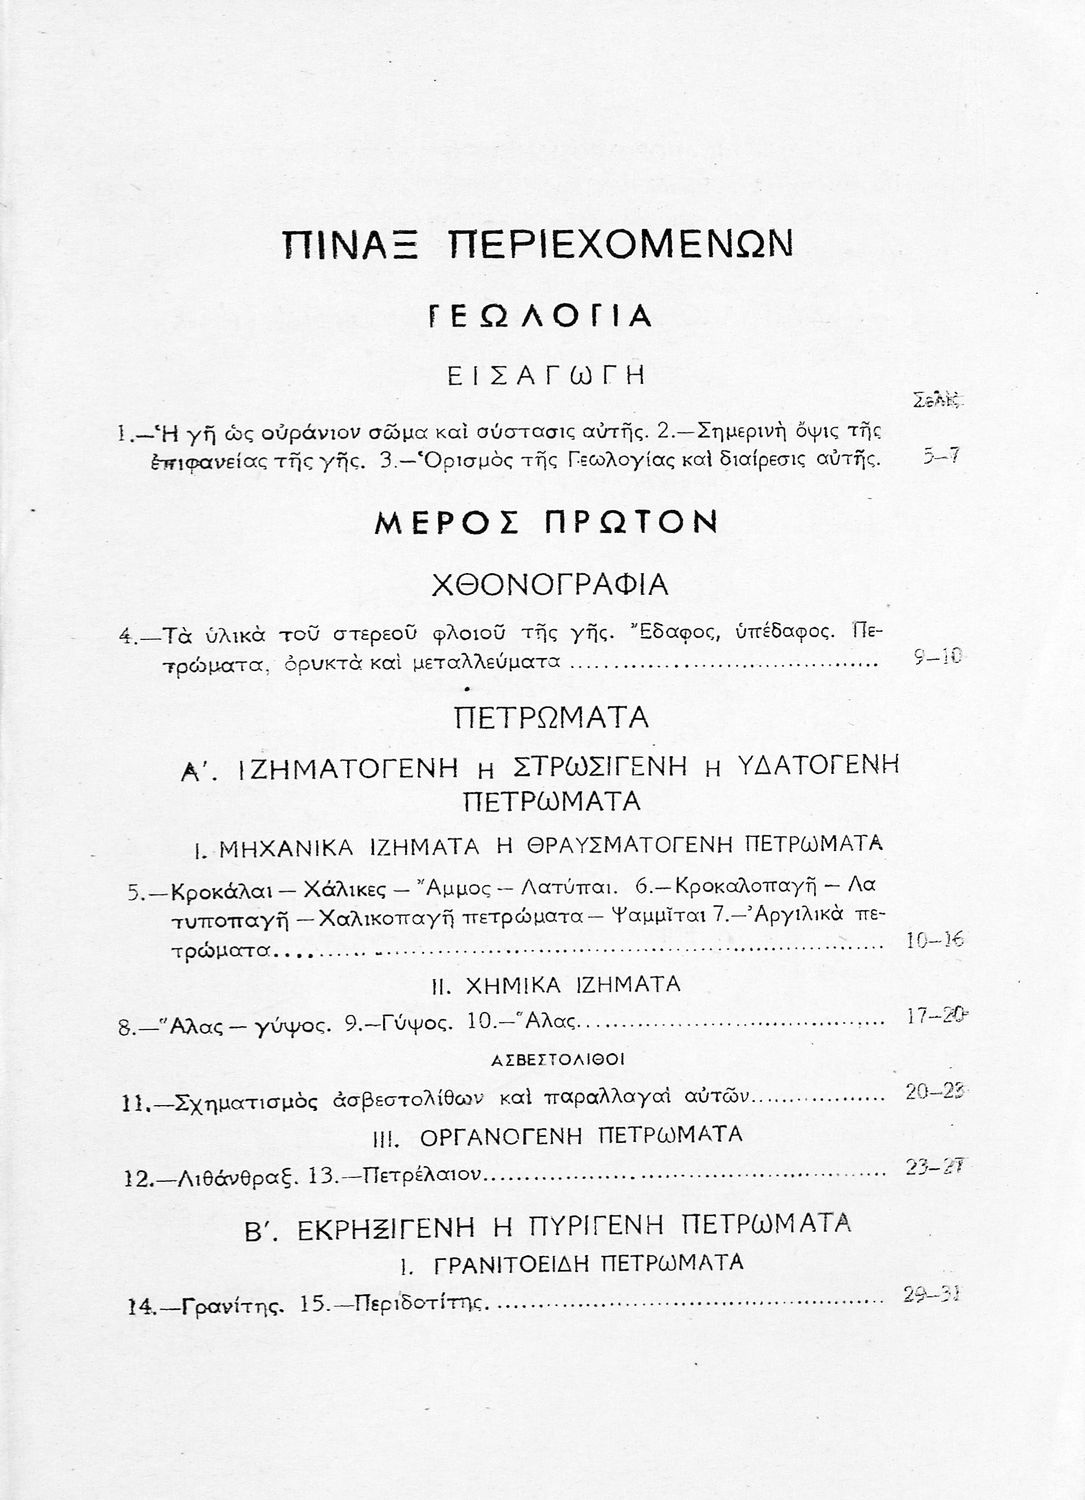 ΠΙΝΑΞ ΠΕΡΙΕΧΟΜΕΝΩΝ
ΓΕΩΛΟΓΙΑ
ΕΙΣΑΓΩΓΗ
Σελίς
1.—Ἡ γῆ ὡς οὐράνιον σῶμα καὶ σύστασις αὐτῆς. 2.—Σημερινὴ ὄψις τῆς
ἐπιφανείας τῆς γῆς. 3.—Ὁρισμὸς τῆς Γεωλογίας καὶ διαίρεσις αὐτῆς. 5–7
ΜΕΡΟΣ ΠΡΩΤΟΝ
ΧΘΟΝΟΓΡΑΦΙΑ
4.—Τὰ ὑλικὰ τοῦ στερεοῦ φλοιοῦ τῆς γῆς. Ἔδαφος, ὑπέδαφος. Πε-
τρώματα, ὀρυκτὰ καὶ μεταλλεύματα .................................... 9–10
ΠΕΤΡΩΜΑΤΑ
Α΄. ΙΖΗΜΑΤΟΓΕΝΗ Η ΣΤΡΩΣΙΓΕΝΗ Η ΥΔΑΤΟΓΕΝΗ
ΠΕΤΡΩΜΑΤΑ
Ι. ΜΗΧΑΝΙΚΑ ΙΖΗΜΑΤΑ Η ΘΡΑΥΣΜΑΤΟΓΕΝΗ ΠΕΤΡΩΜΑΤΑ
5.—Κροκάλαι — Χάλικες — Ἄμμος — Λατύπαι. 6.—Κροκαλοπαγῆ — Λα
τυποπαγῆ — Χαλικοπαγῆ πετρώματα — Ψαμμῖται 7.—Ἀργιλικὰ πε-
τρώματα.................................... 10–16
ΙΙ. ΧΗΜΙΚΑ ΙΖΗΜΑΤΑ
8.—Ἅλας — γύψος. 9.—Γύψος. 10.—Ἅλας.................................... 17–20
ΑΣΒΕΣΤΟΛΙΘΟΙ
11.—Σχηματισμὸς ἀσβεστολίθων καὶ παραλλαγαὶ αὐτῶν.................. 20–23
ΙΙΙ. ΟΡΓΑΝΟΓΕΝΗ ΠΕΤΡΩΜΑΤΑ
12.—Λιθάνθραξ. 13.—Πετρέλαιον.................................... 23–27
Β΄. ΕΚΡΗΞΙΓΕΝΗ Η ΠΥΡΙΓΕΝΗ ΠΕΤΡΩΜΑΤΑ
Ι. ΓΡΑΝΙΤΟΕΙΔΗ ΠΕΤΡΩΜΑΤΑ
14.—Γρανίτης. 15.—Περιδοτίτης. .................................... 29–31